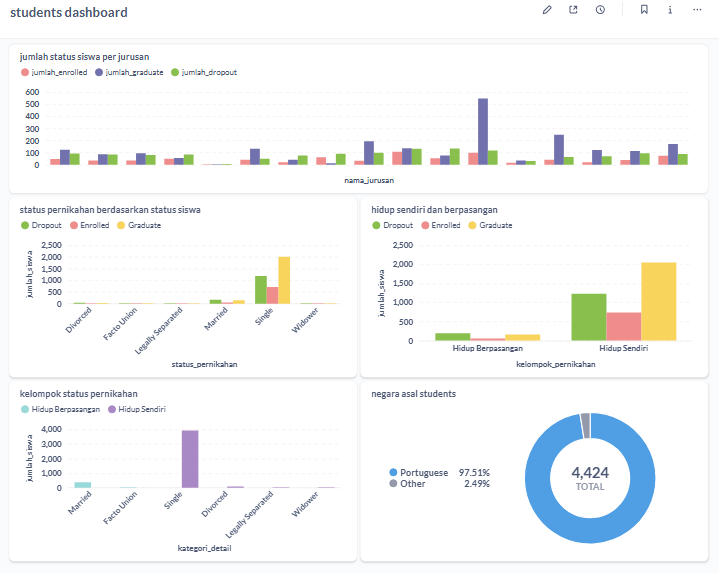 students dashboard
jumlah status siswa per jurusan
jumlah_enrolled jumlah_graduate jumlah_dropout
600
500
400
300
200
100
0
nama_jurusan
status pernikahan berdasarkan status siswa
Dropout Enrolled Graduate
2,500
2,000
1,500
1,000
500
0
jumlah_siswa
Divorced
Facto Union
Legally Separated
Married
Single
Widower
status_pernikahan
hidup sendiri dan berpasangan
Dropout Enrolled Graduate
2,500
2,000
1,500
1,000
500
0
jumlah_siswa
Hidup Berpasangan Hidup Sendiri
kelompok_pernikahan
kelompok status pernikahan
Hidup Berpasangan Hidup Sendiri
4,000
3,000
2,000
1,000
0
jumlah_siswa
Married
Facto Union
Single
Divorced
Legally Separated
Widower
kategori_detail
negara asal students
Portuguese 97.51%
Other 2.49%
4,424
TOTAL